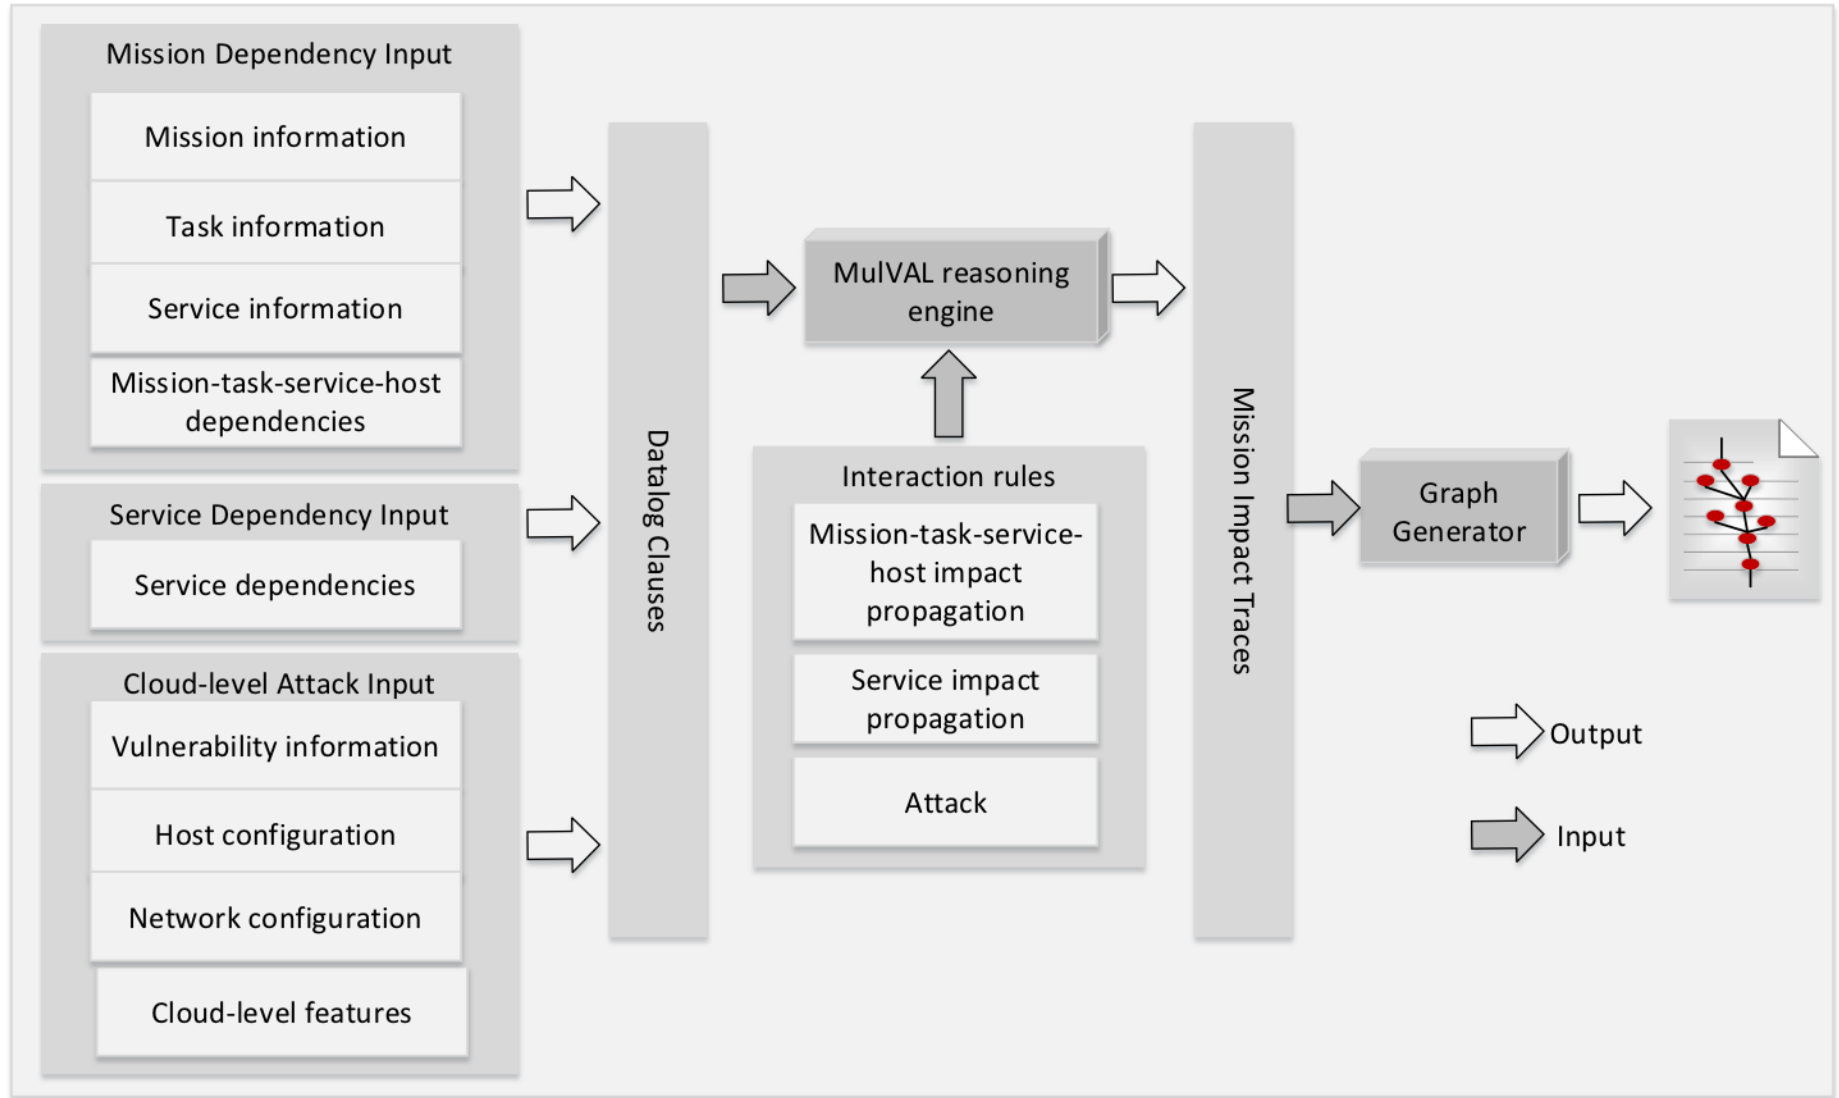 Mission Dependency Input
Mission information
Task information
Service information
Mission-task-service-host
dependencies
Service Dependency Input
Service dependencies
Cloud-level Attack Input
Vulnerability information
Host configuration
Network configuration
Cloud-level features
Datalog Clauses
MulVAL reasoning
engine
Interaction rules
Mission-task-service-
host impact
propagation
Service impact
propagation
Attack
Mission Impact Traces
Graph
Generator
Output
Input